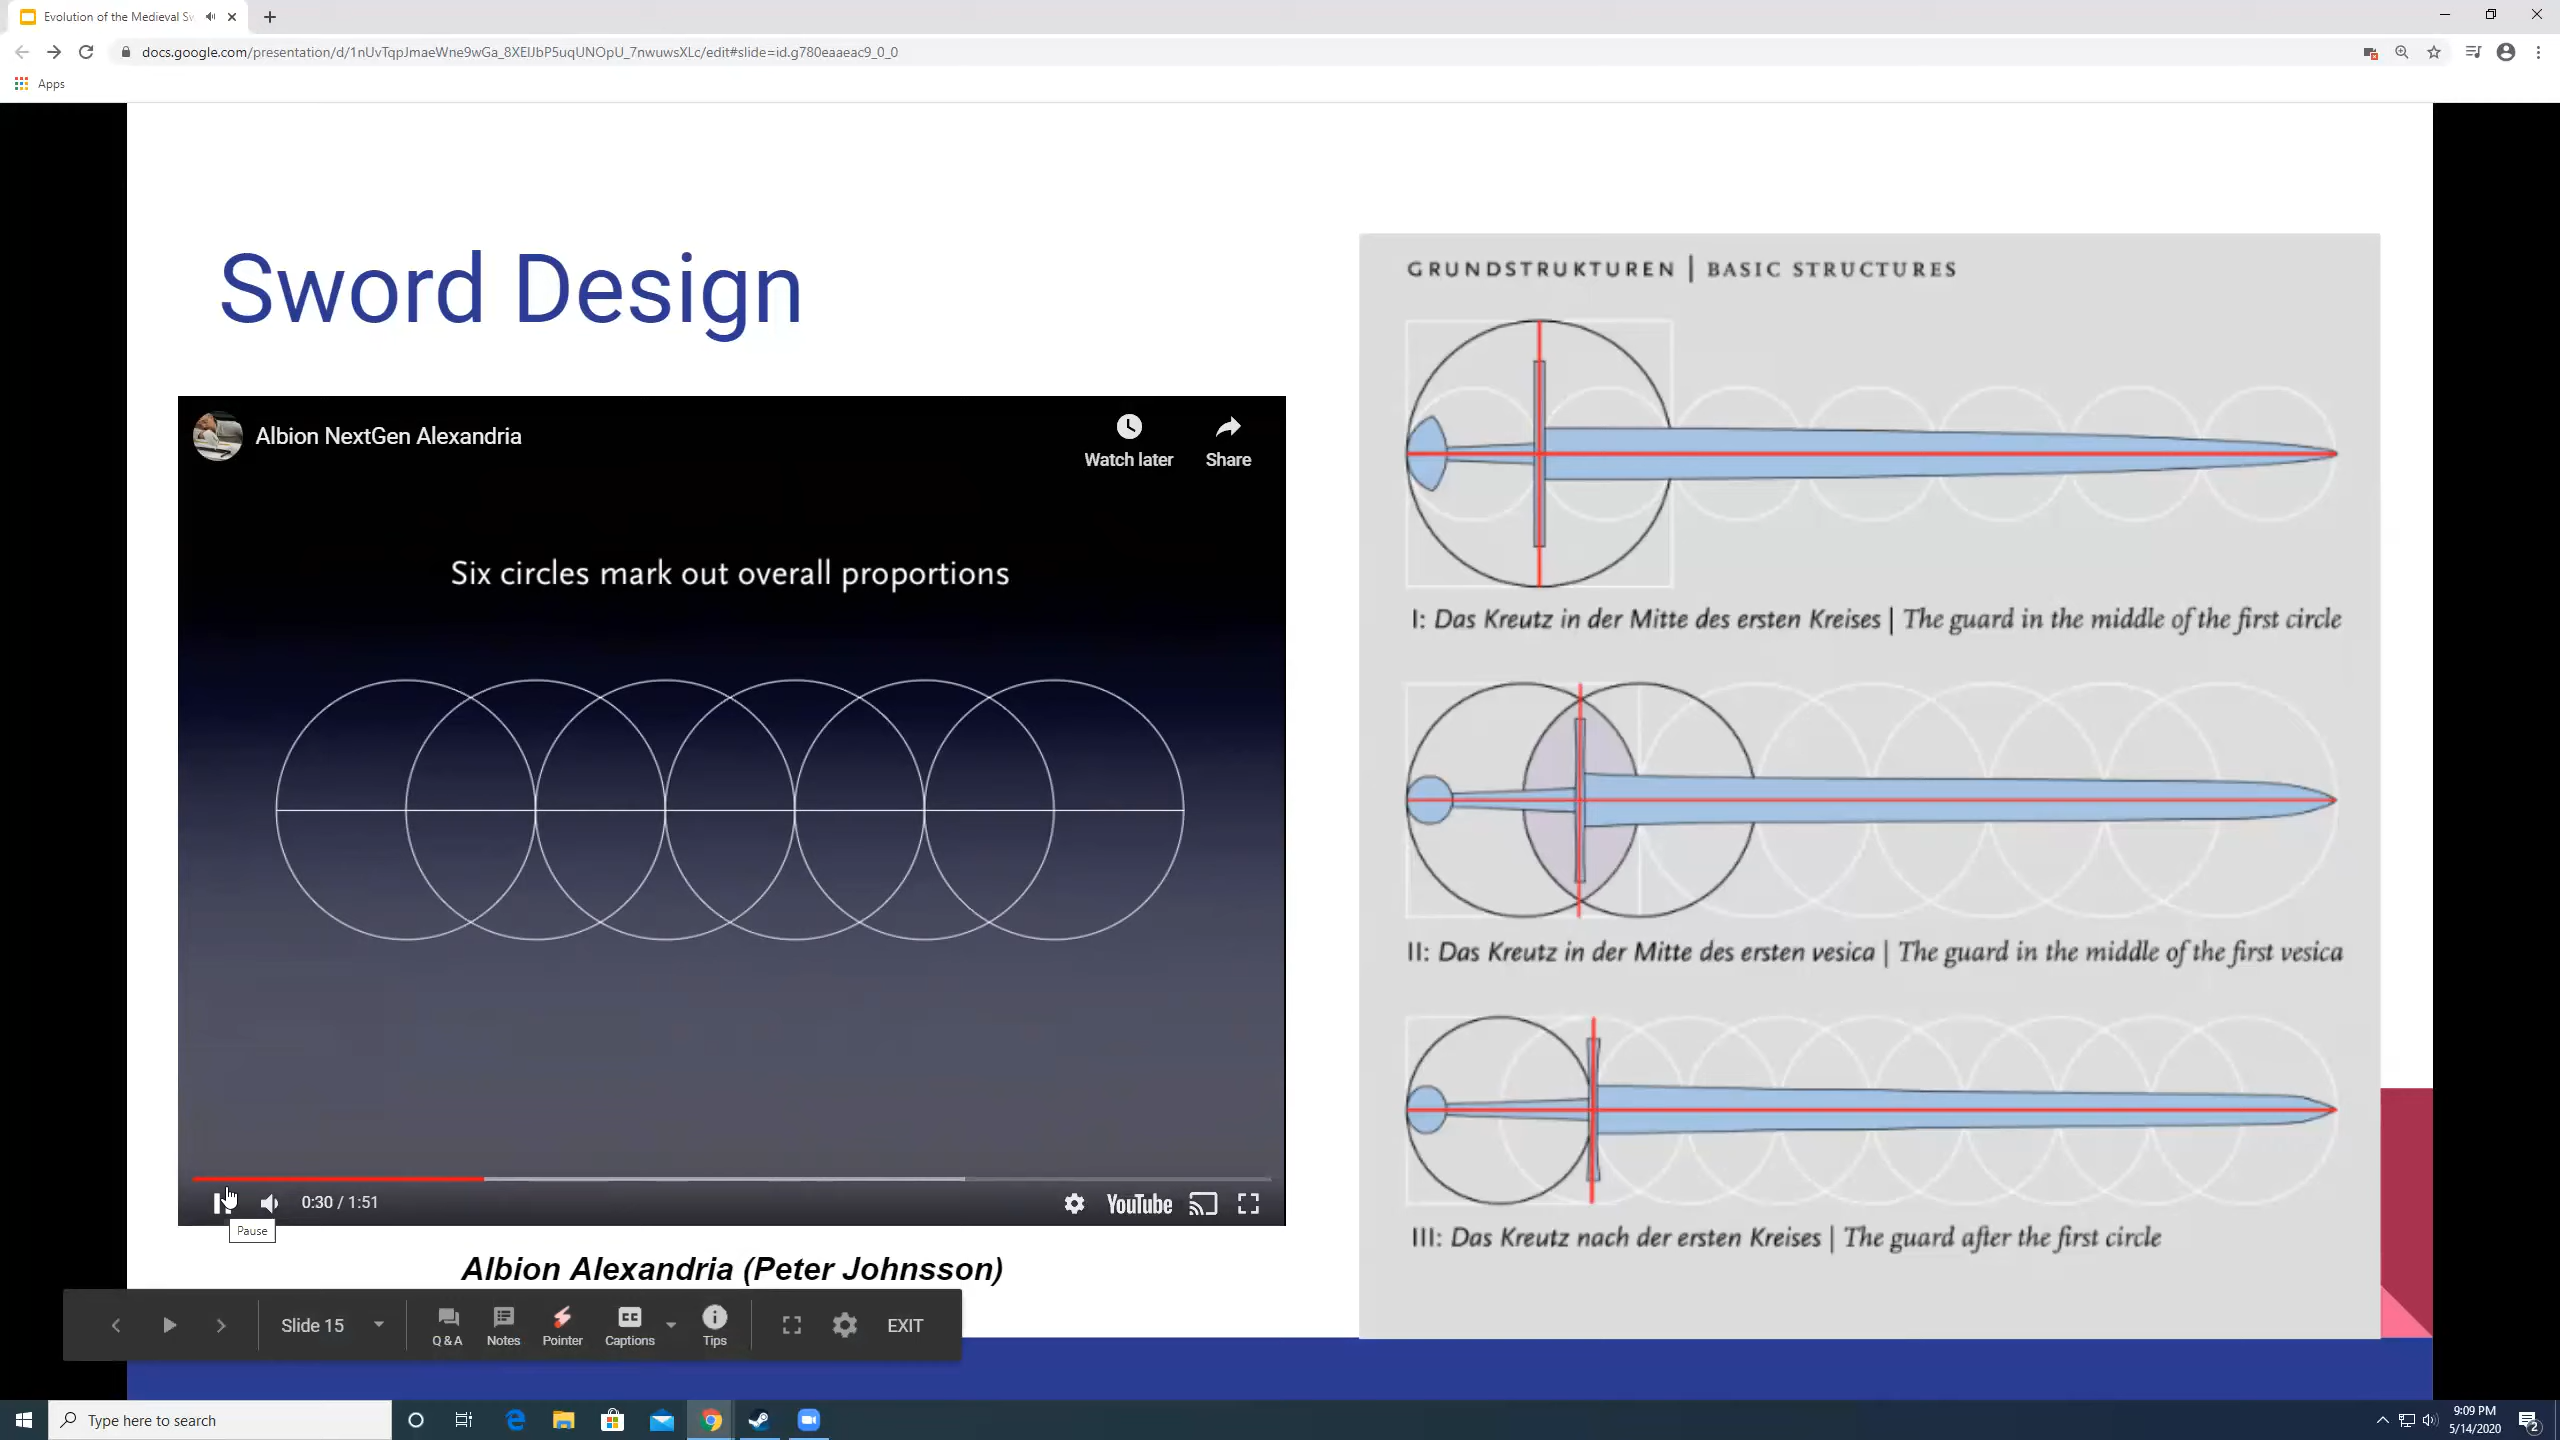 Evolution of the Medieval Sw
docs.google.com/presentation/d/1nUvTqpJmaeWne9wGa_8XEIJbP5uqUNOpU_7nwuwsXLc/edit#slide=id.g780eaaeac9_0_0
Apps
Sword Design
Albion NextGen Alexandria
Watch later
Share
Six circles mark out overall proportions
0:30 / 1:51
YouTube
Pause
Albion Alexandria (Peter Johnsson)
GRUNDSTRUKTUREN | BASIC STRUCTURES
I: Das Kreutz in der Mitte des ersten Kreises | The guard in the middle of the first circle
II: Das Kreutz in der Mitte des ersten vesica | The guard in the middle of the first vesica
III: Das Kreutz nach der ersten Kreises | The guard after the first circle
Slide 15
Q & A
Notes
Pointer
CC
Captions
Tips
EXIT
Type here to search
9:09 PM
5/14/2020
2